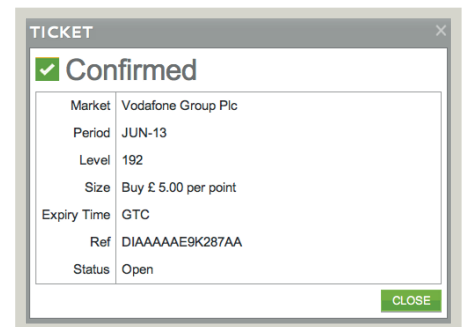 TICKET
Confirmed
Market Vodafone Group Plc
Period JUN-13
Level 192
Size Buy £ 5.00 per point
Expiry Time GTC
Ref DIAAAAAE9K287AA
Status Open
CLOSE